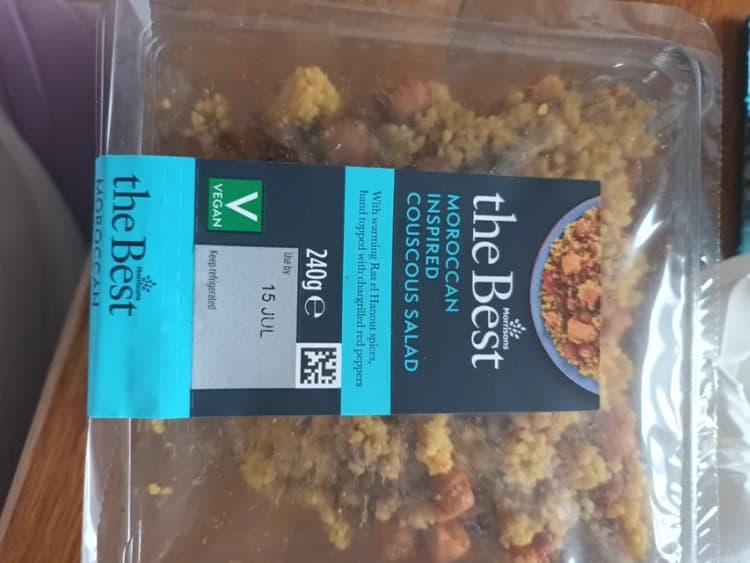 Morrisons
the Best
MOROCCAN
INSPIRED
COUSCOUS SALAD
With warming Ras el Hanout spices,
hand topped with chargrilled red peppers
240g e
Use by
15 JUL
Keep refrigerated
V
VEGAN
Morrisons
the Best
MOROCCAN